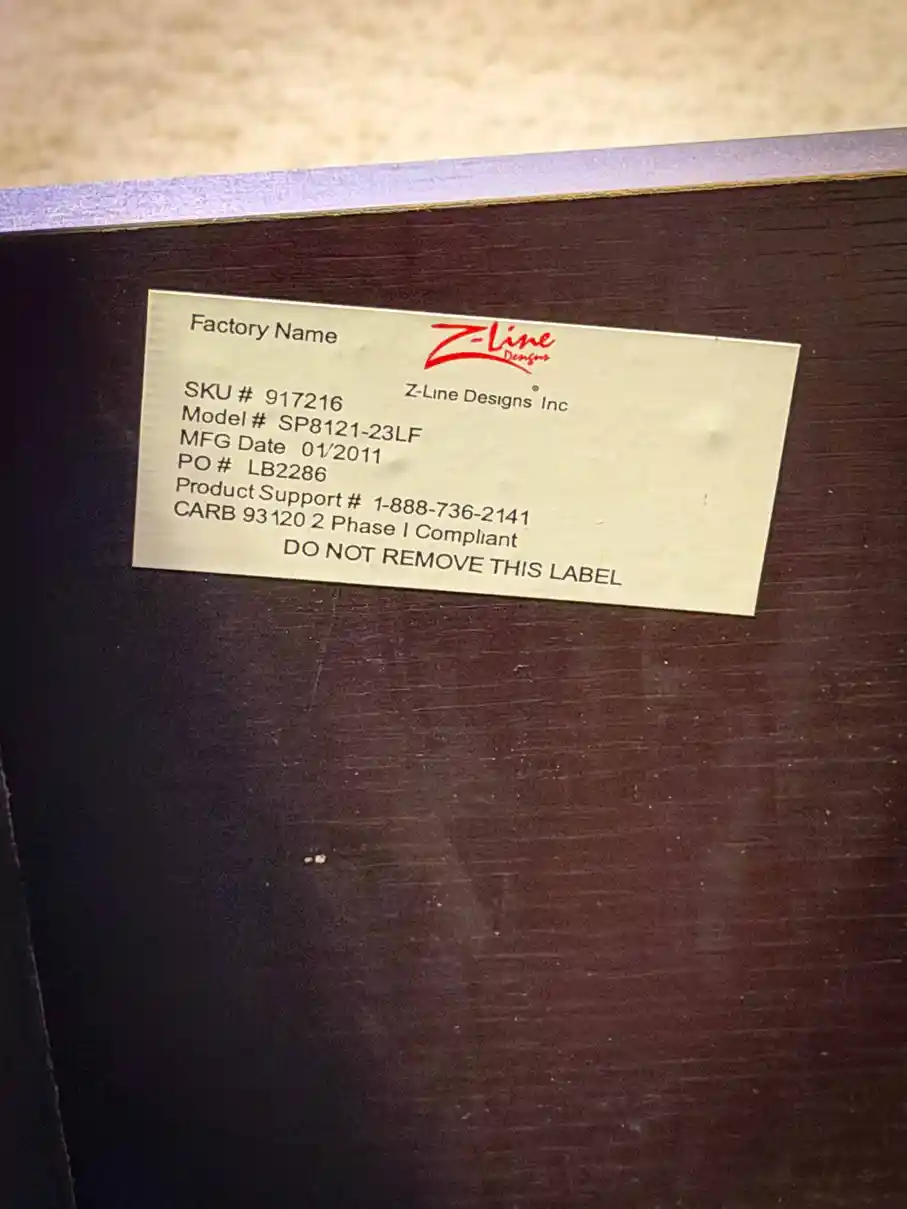 Factory Name
Z-Line
Designs
Z-Line Designs® Inc
SKU # 917216
Model # SP8121-23LF
MFG Date 01/2011
PO # LB2286
Product Support # 1-888-736-2141
CARB 93120 2 Phase I Compliant
DO NOT REMOVE THIS LABEL